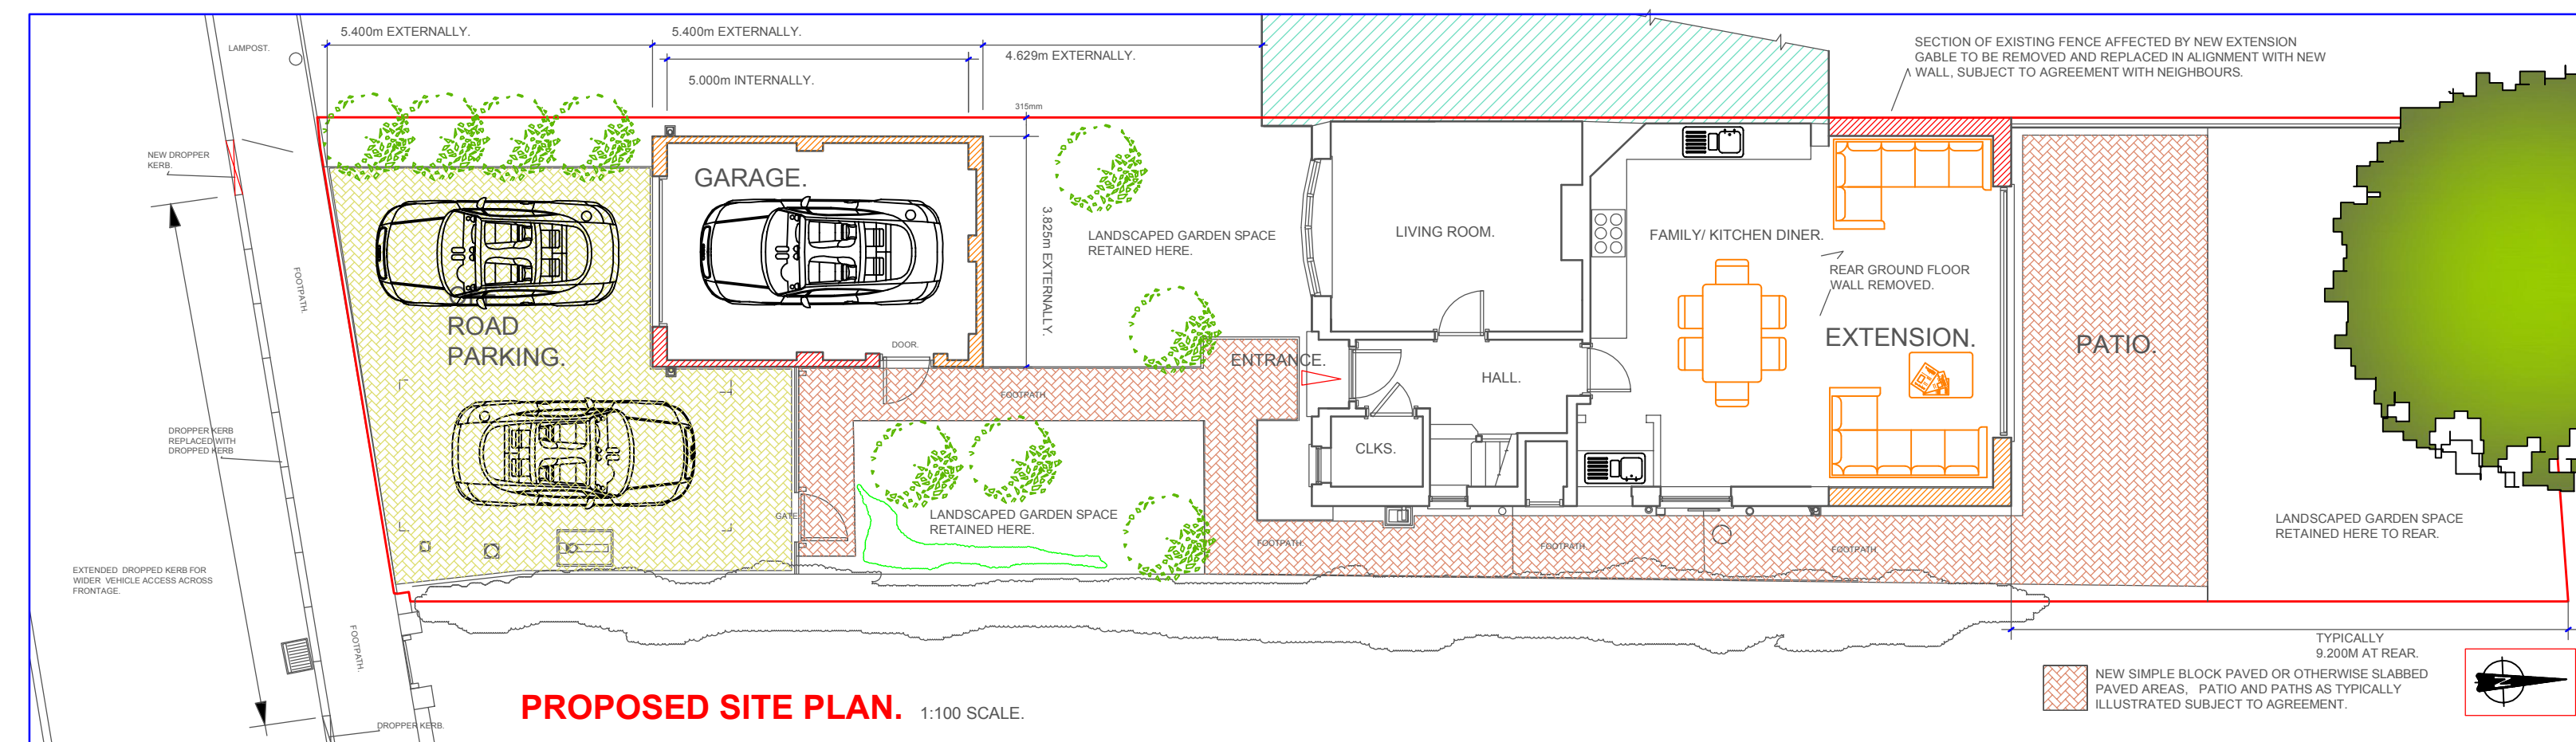 5.400m EXTERNALLY.
5.400m EXTERNALLY.
4.629m EXTERNALLY.
5.000m INTERNALLY.
LAMPOST.
315mm
SECTION OF EXISTING FENCE AFFECTED BY NEW EXTENSION
GABLE TO BE REMOVED AND REPLACED IN ALIGNMENT WITH NEW
WALL, SUBJECT TO AGREEMENT WITH NEIGHBOURS.
NEW DROPPER
KERB.
GARAGE.
3.825m EXTERNALLY.
LANDSCAPED GARDEN SPACE
RETAINED HERE.
LIVING ROOM.
FAMILY/ KITCHEN DINER.
REAR GROUND FLOOR
WALL REMOVED.
FOOTPATH.
ROAD
PARKING.
DOOR.
ENTRANCE.
HALL.
EXTENSION.
PATIO.
FOOTPATH.
DROPPER KERB
REPLACED WITH
DROPPED KERB
CLKS.
GATE
LANDSCAPED GARDEN SPACE
RETAINED HERE.
FOOTPATH.
FOOTPATH.
FOOTPATH.
LANDSCAPED GARDEN SPACE
RETAINED HERE TO REAR.
EXTENDED DROPPED KERB FOR
WIDER VEHICLE ACCESS ACROSS
FRONTAGE.
FOOTPATH.
TYPICALLY
9.200M AT REAR.
NEW SIMPLE BLOCK PAVED OR OTHERWISE SLABBED
PAVED AREAS, PATIO AND PATHS AS TYPICALLY
ILLUSTRATED SUBJECT TO AGREEMENT.
N
PROPOSED SITE PLAN. 1:100 SCALE.
DROPPER KERB.